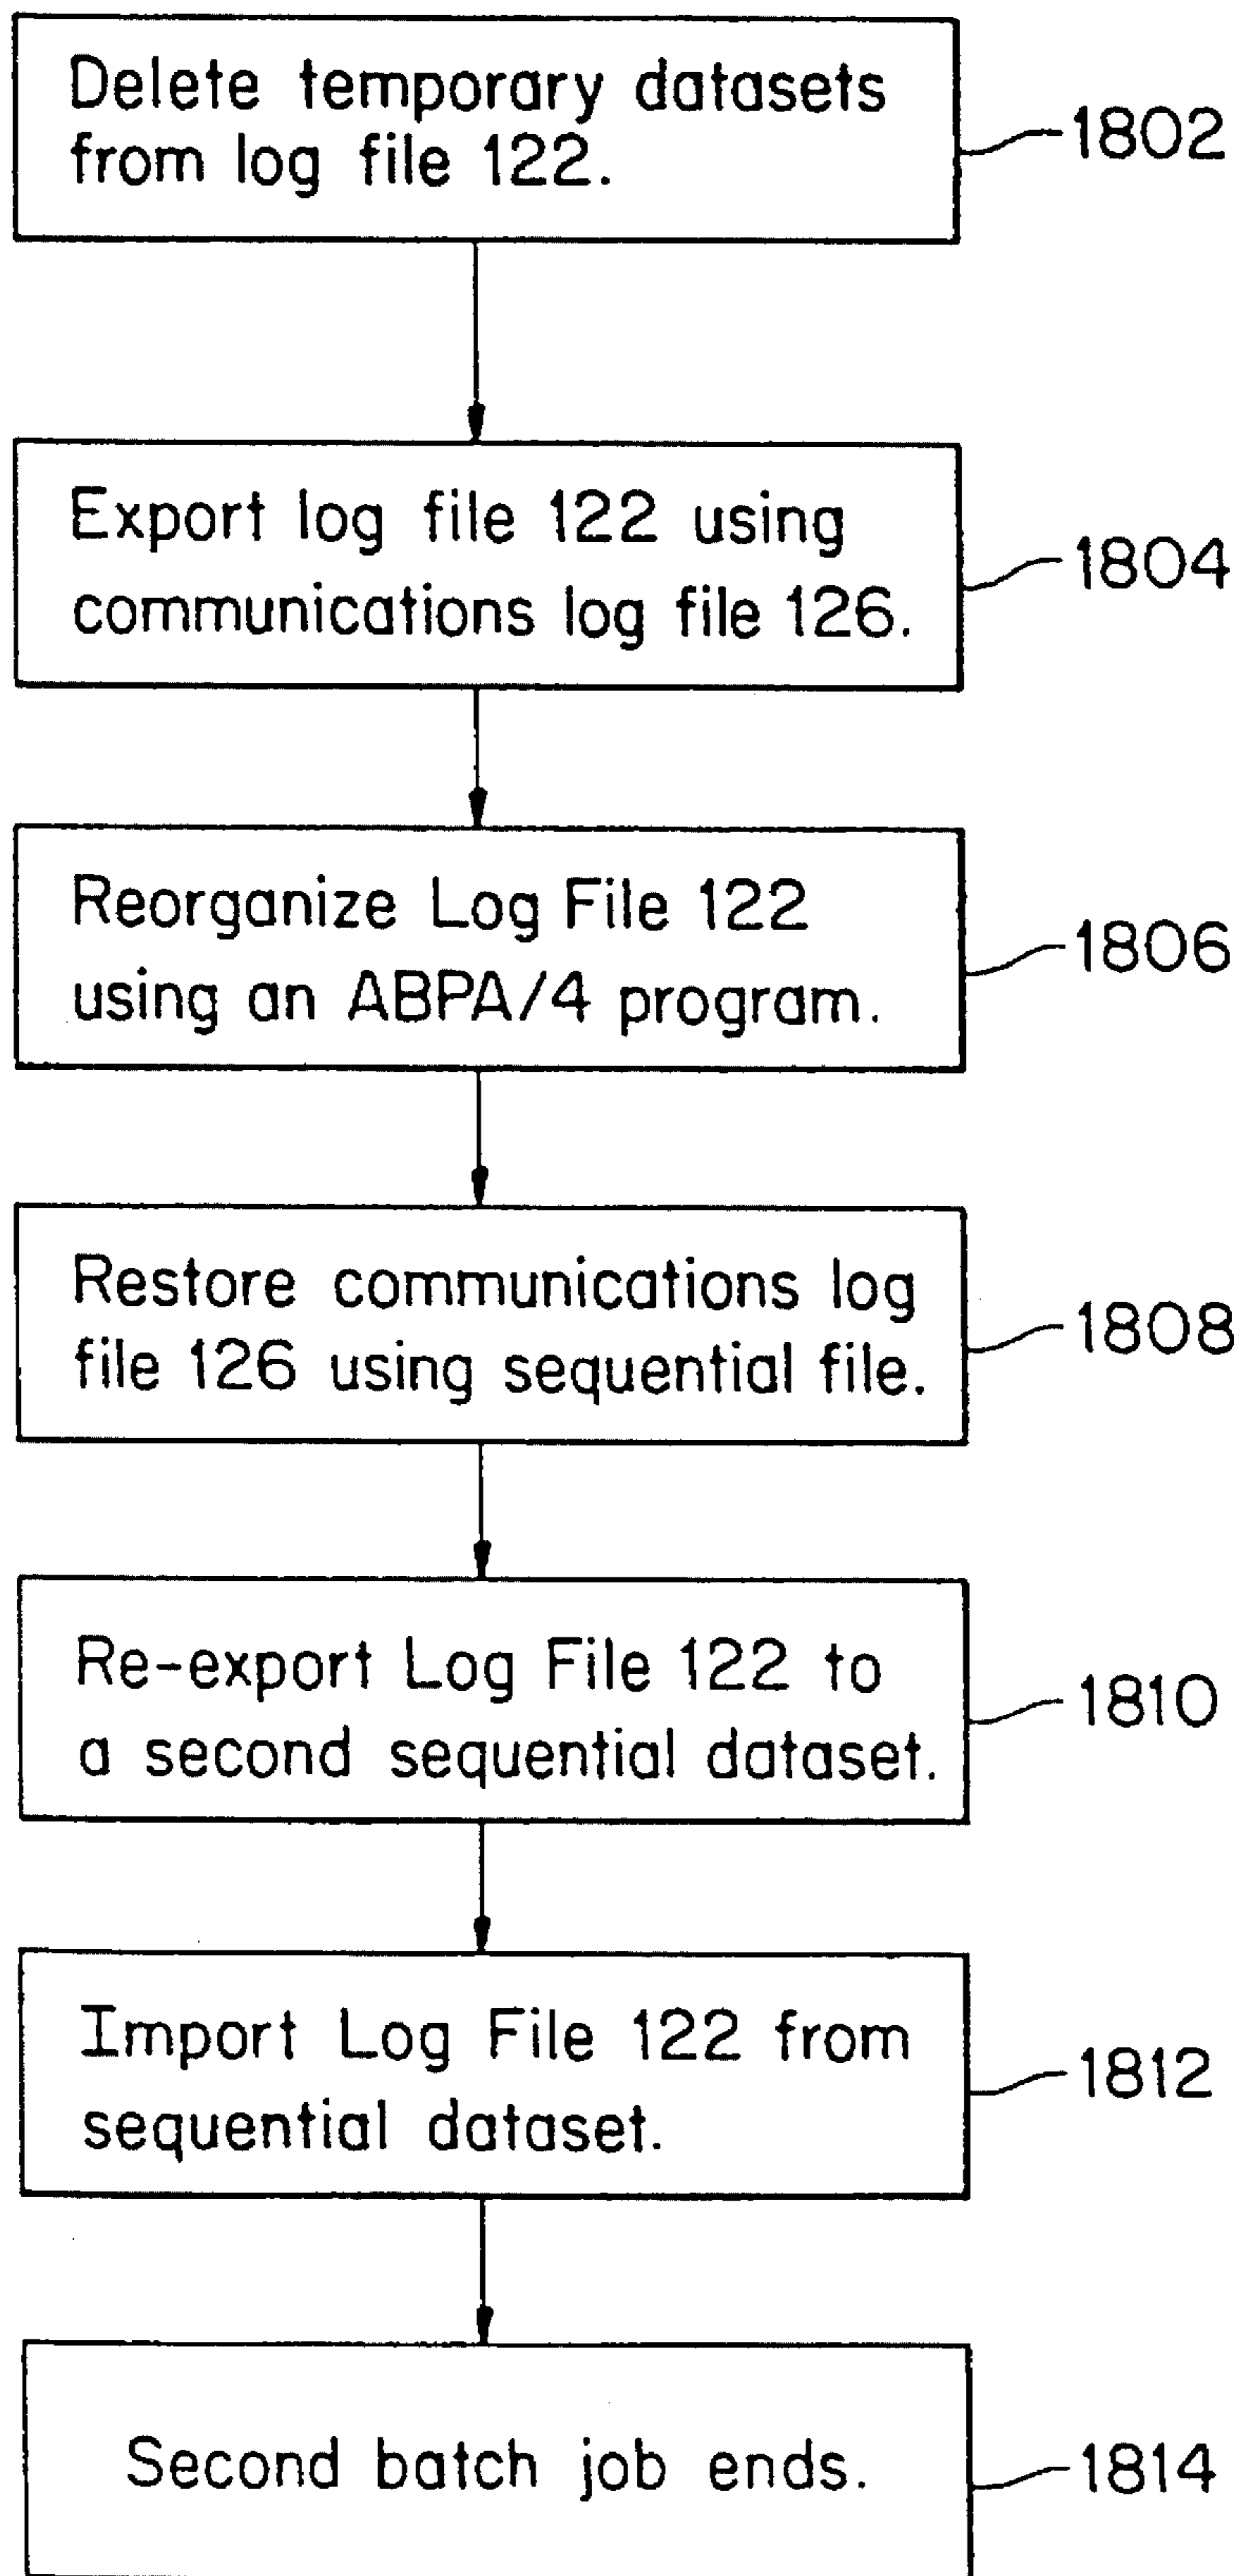 Delete temporary datasets
from log file 122.
1802
Export log file 122 using
communications log file 126.
1804
Reorganize Log File 122
using an ABPA/4 program.
1806
Restore communications log
file 126 using sequential file.
1808
Re-export Log File 122 to
a second sequential dataset.
1810
Import Log File 122 from
sequential dataset.
1812
Second batch job ends.
1814